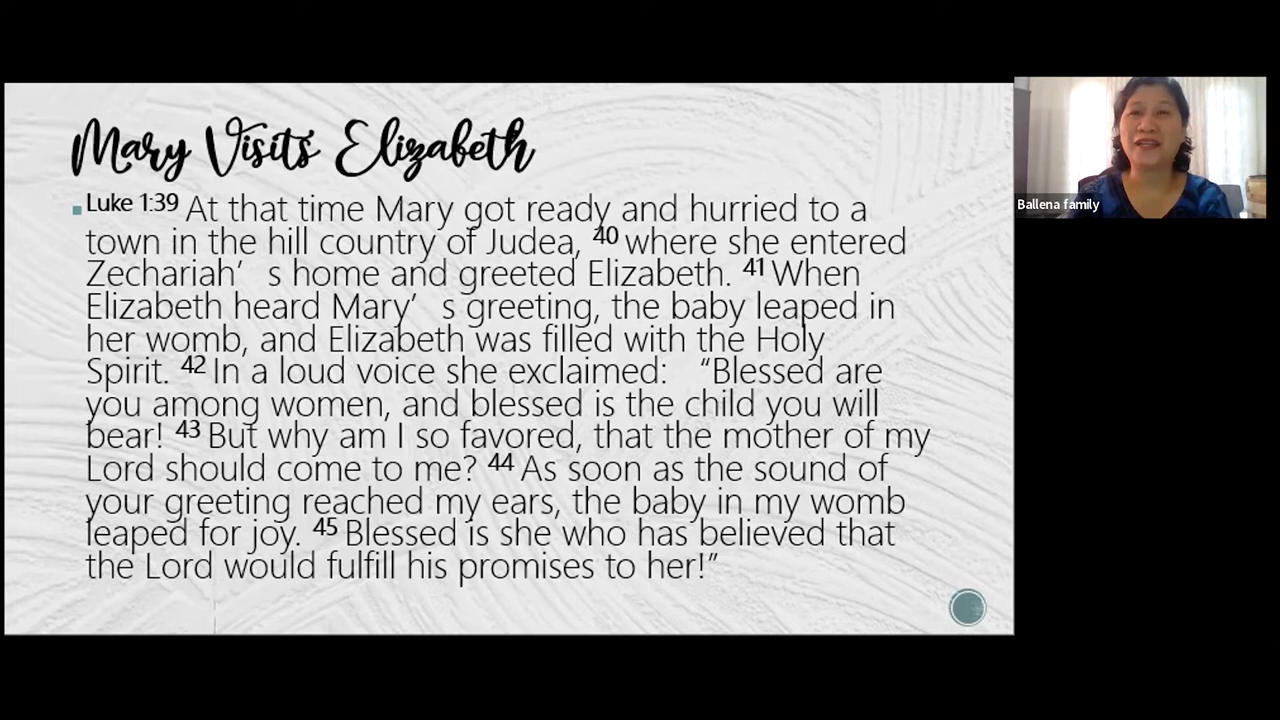 Mary Visits Elizabeth
Luke 1:39 At that time Mary got ready and hurried to a
town in the hill country of Judea, 40 where she entered
Zechariah’ s home and greeted Elizabeth. 41 When
Elizabeth heard Mary’ s greeting, the baby leaped in
her womb, and Elizabeth was filled with the Holy
Spirit. 42 In a loud voice she exclaimed: “Blessed are
you among women, and blessed is the child you will
bear! 43 But why am I so favored, that the mother of my
Lord should come to me? 44 As soon as the sound of
your greeting reached my ears, the baby in my womb
leaped for joy. 45 Blessed is she who has believed that
the Lord would fulfill his promises to her!”
Ballena family